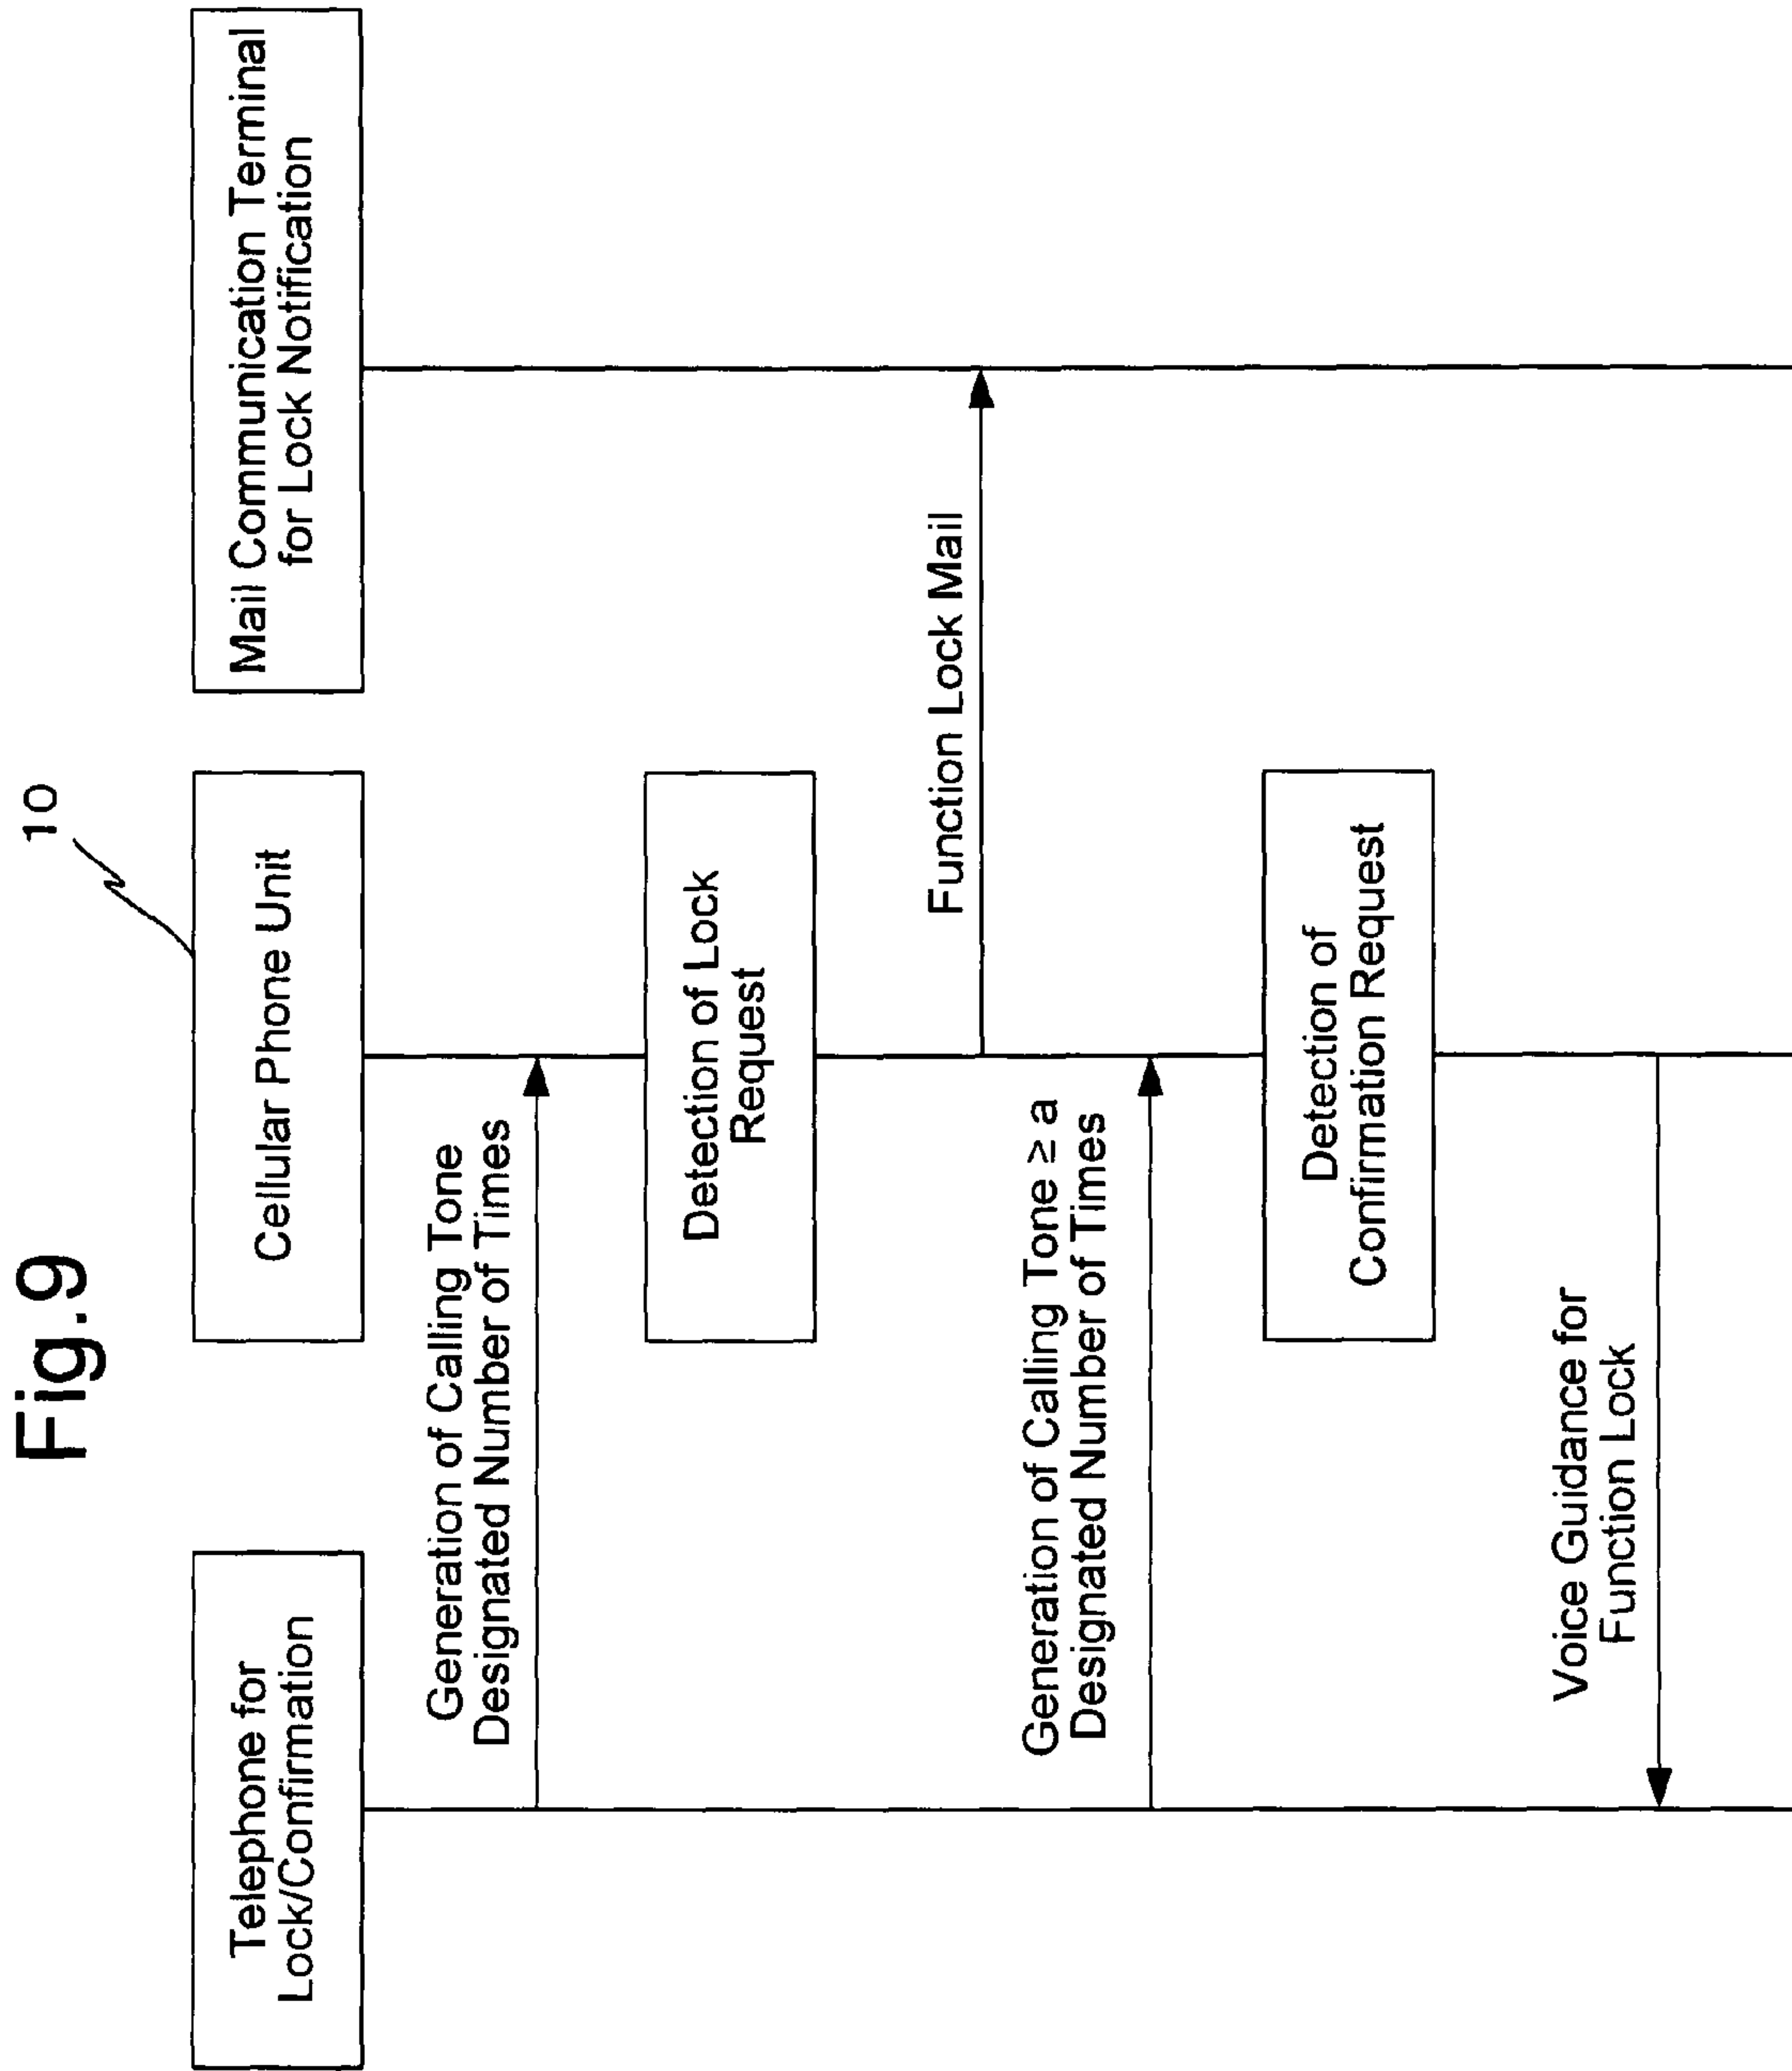 Fig.9
10
Telephone for
Lock/Confirmation
Cellular Phone Unit
Mail Communication Terminal
for Lock Notification
Generation of Calling Tone
Designated Number of Times
Detection of Lock
Request
Function Lock Mail
Generation of Calling Tone ≥ a
Designated Number of Times
Detection of
Confirmation Request
Voice Guidance for
Function Lock